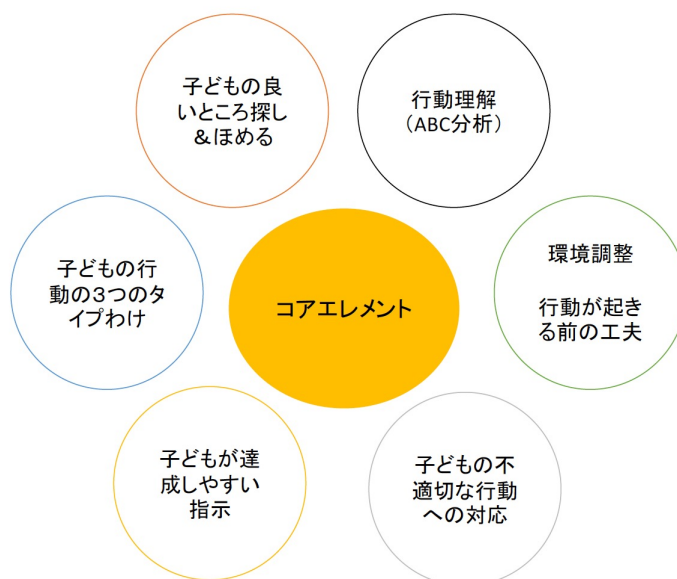 子どもの良
いところ探し
＆ほめる
行動理解
（ABC分析）
子どもの行
動の３つのタ
イプわけ
コアエレメント
環境調整
行動が起き
る前の工夫
子どもが達
成しやすい
指示
子どもの不
適切な行動
への対応